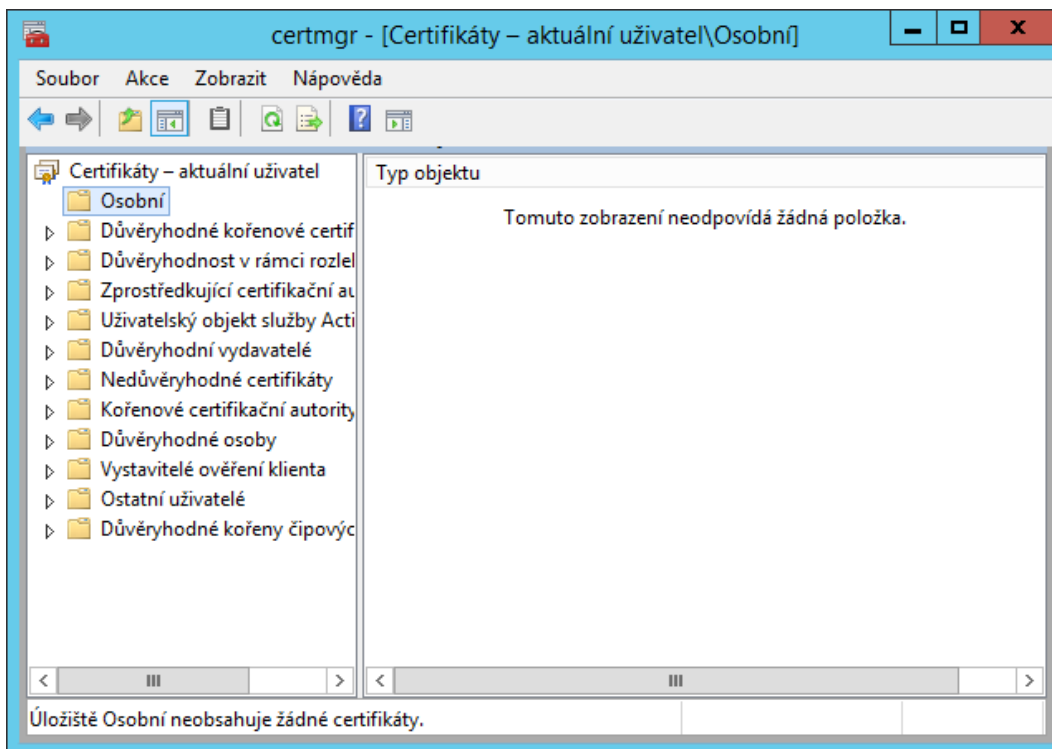 certmgr - [Certifikáty – aktuální uživatel\Osobní]
Soubor Akce Zobrazit Nápověda
Certifikáty – aktuální uživatel
Osobní
Důvěryhodné kořenové certif
Důvěryhodnost v rámci rozlel
Zprostředkující certifikační au
Uživatelský objekt služby Acti
Důvěryhodní vydavatelé
Nedůvěryhodné certifikáty
Kořenové certifikační autority
Důvěryhodné osoby
Vystavitelé ověření klienta
Ostatní uživatelé
Důvěryhodné kořeny čipovýc
Typ objektu
Tomuto zobrazení neodpovídá žádná položka.
Úložiště Osobní neobsahuje žádné certifikáty.